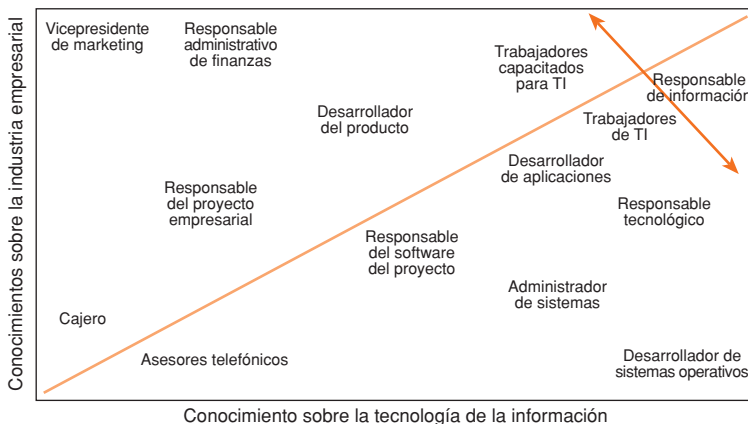 Conocimientos sobre la industria empresarial
Vicepresidente
de marketing
Responsable
administrativo
de finanzas
Trabajadores
capacitados
para TI
Responsable
de información
Desarrollador
del producto
Trabajadores
de TI
Desarrollador
de aplicaciones
Responsable
del proyecto
empresarial
Responsable
tecnológico
Responsable
del software
del proyecto
Administrador
de sistemas
Cajero
Asesores telefónicos
Desarrollador de
sistemas operativos
Conocimiento sobre la tecnología de la información